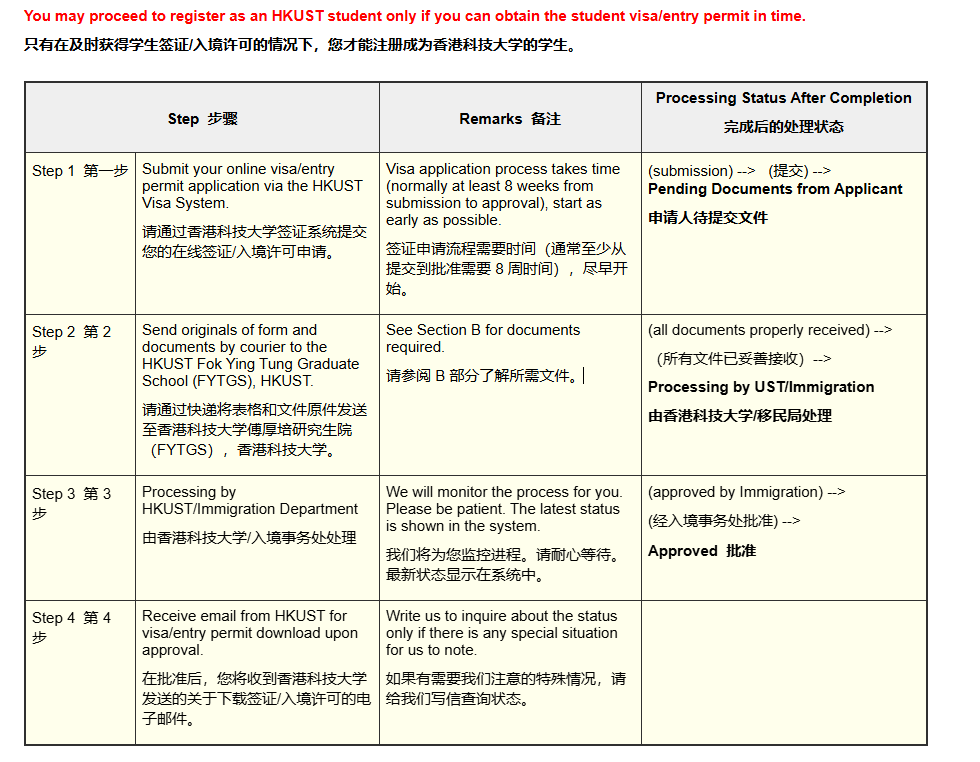 You may proceed to register as an HKUST student only if you can obtain the student visa/entry permit in time.
只有在及时获得学生签证/入境许可的情况下，您才能注册成为香港科技大学的学生。
Step 步骤
Remarks 备注
Processing Status After Completion
完成后的处理状态
Step 1 第一步
Submit your online visa/entry
permit application via the HKUST
Visa System.
请通过香港科技大学签证系统提交
您的在线签证/入境许可申请。
Visa application process takes time
(normally at least 8 weeks from
submission to approval), start as
early as possible.
签证申请流程需要时间（通常至少从
提交到批准需要 8 周时间），尽早开
始。
(submission) --> (提交) -->
Pending Documents from Applicant
申请人待提交文件
Step 2 第 2
步
Send originals of form and
documents by courier to the
HKUST Fok Ying Tung Graduate
School (FYTGS), HKUST.
请通过快递将表格和文件原件发送
至香港科技大学傅厚培研究生院
（FYTGS），香港科技大学。
See Section B for documents
required.
请参阅 B 部分了解所需文件。
(all documents properly received) -->
（所有文件已妥善接收）-->
Processing by UST/Immigration
由香港科技大学/移民局处理
Step 3 第 3
步
Processing by
HKUST/Immigration Department
由香港科技大学/入境事务处处理
We will monitor the process for you.
Please be patient. The latest status
is shown in the system.
我们将为您监控进程。请耐心等待。
最新状态显示在系统中。
(approved by Immigration) -->
(经入境事务处批准) -->
Approved 批准
Step 4 第 4
步
Receive email from HKUST for
visa/entry permit download upon
approval.
在批准后，您将收到香港科技大学
发送的关于下载签证/入境许可的电
子邮件。
Write us to inquire about the status
only if there is any special situation
for us to note.
如果有需要我们注意的特殊情况，请
给我们写信查询状态。